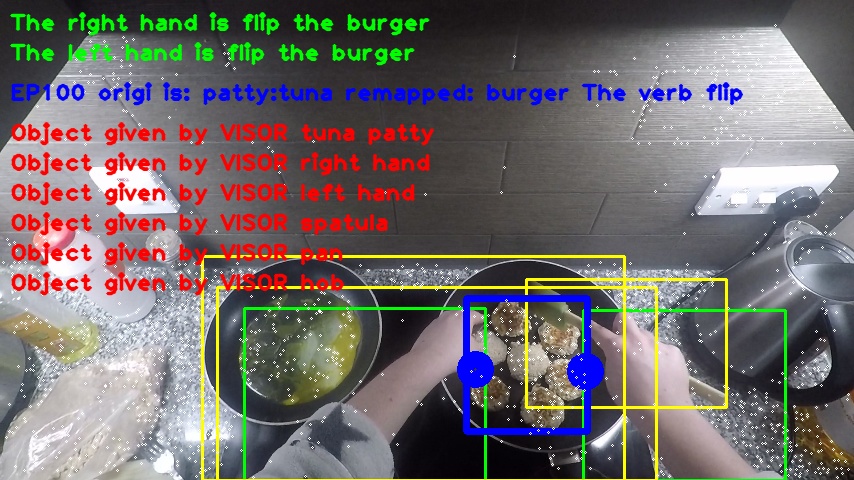 The right hand is flip the burger
The left hand is flip the burger
EP100 origi is: patty:tuna remapped: burger The verb flip
Object given by VISOR tuna patty
Object given by VISOR right hand
Object given by VISOR left hand
Object given by VISOR spatula
Object given by VISOR pan
Object given by VISOR hob